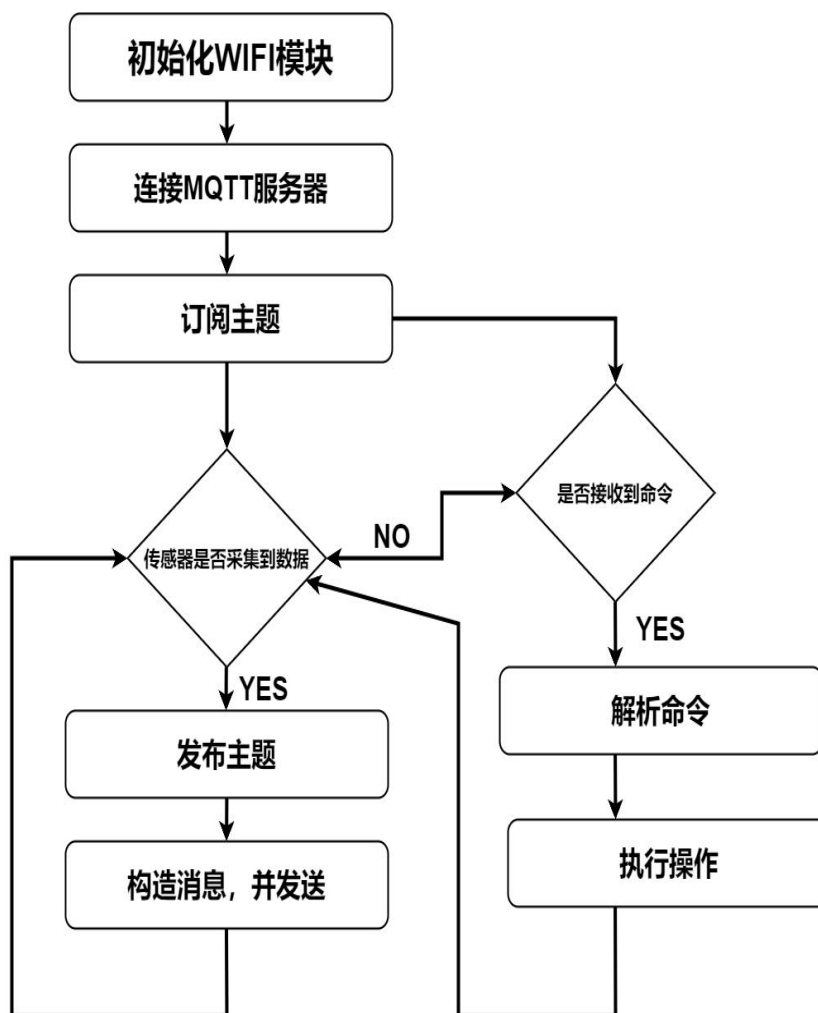 初始化WIFI模块
连接MQTT服务器
订阅主题
是否接收到命令
传感器是否采集到数据
NO
YES
YES
解析命令
发布主题
执行操作
构造消息，并发送